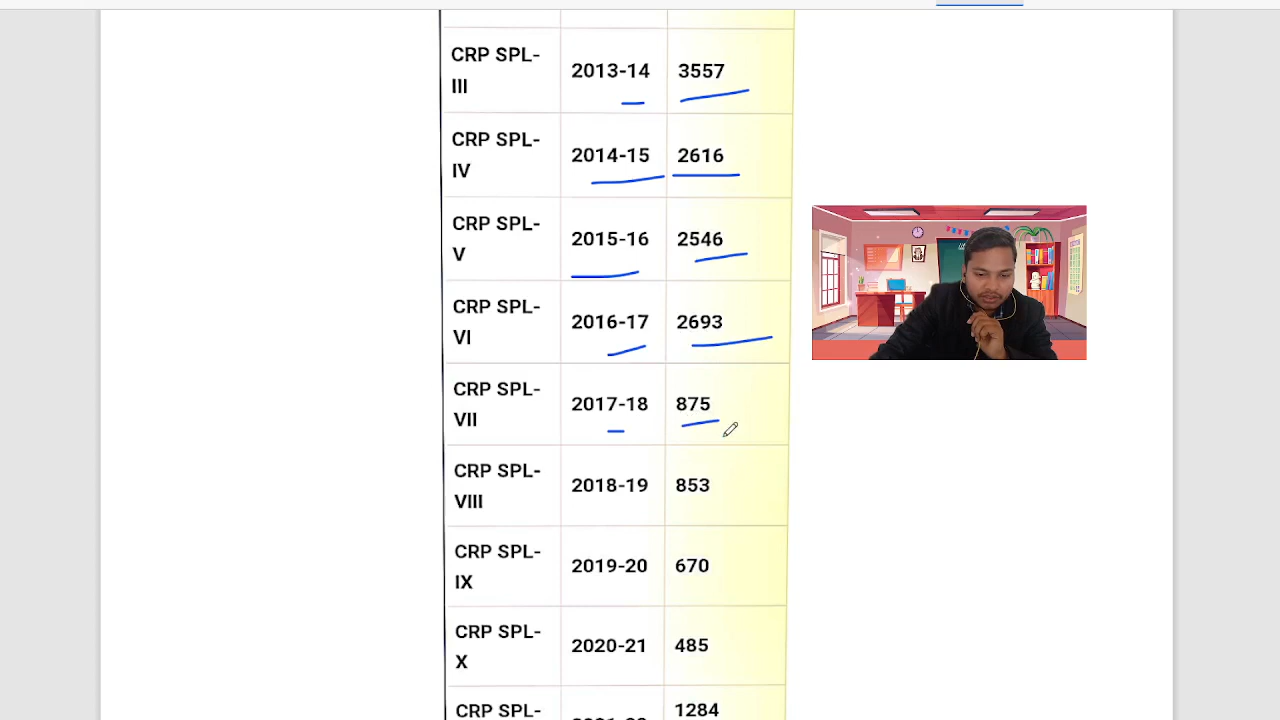 CRP SPL-
III
2013-14
3557
CRP SPL-
IV
2014-15
2616
CRP SPL-
V
2015-16
2546
CRP SPL-
VI
2016-17
2693
CRP SPL-
VII
2017-18
875
CRP SPL-
VIII
2018-19
853
CRP SPL-
IX
2019-20
670
CRP SPL-
X
2020-21
485
CRP SPL-
1284